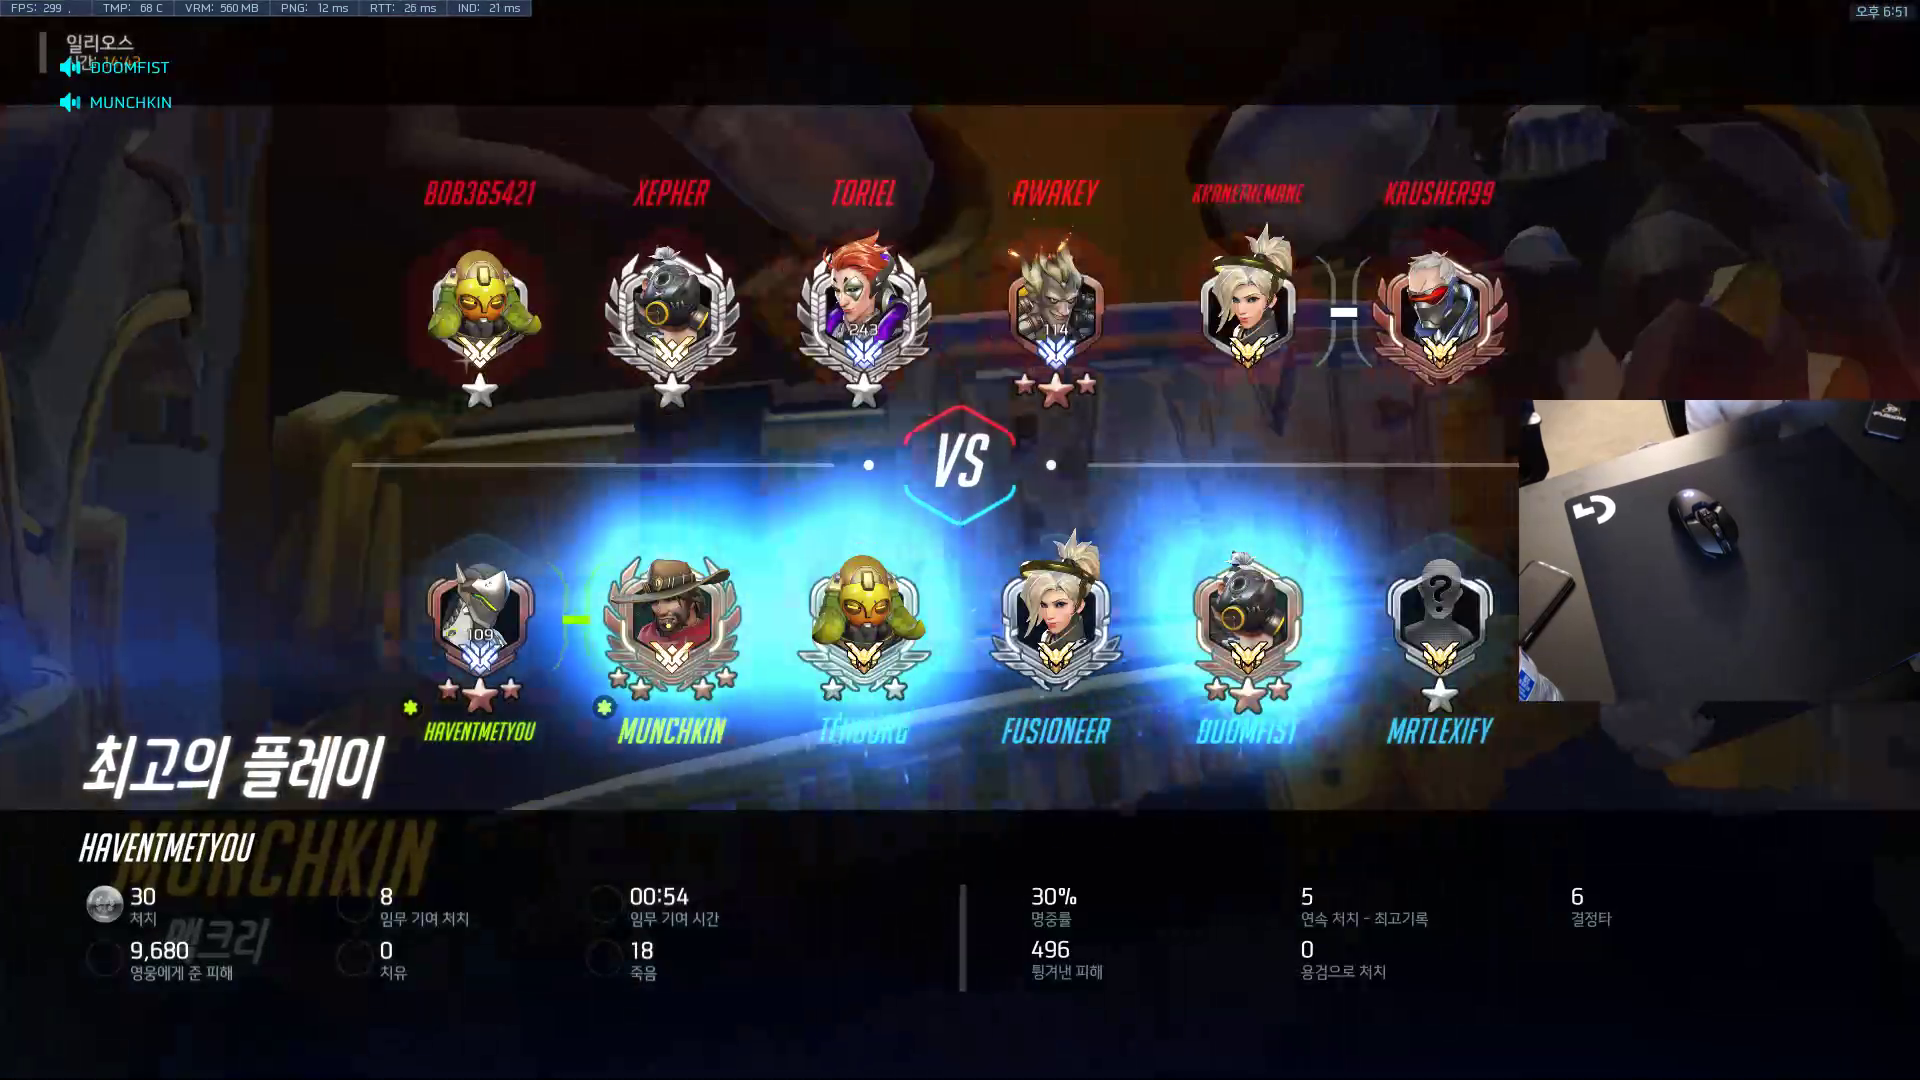 FPS: 299
TMP: 68 C
VRM: 560 MB
PNG: 12 ms
RTT: 26 ms
IND: 21 ms
오후 6:51
일리오스
DOOMFIST
MUNCHKIN
BOB365421
XEPHER
TORIEL
AWAKEY
KRUSHER99
243
114
VS
109
HAVENTMETYOU
MUNCHKIN
FUSIONEER
DOOMFIST
MRTLEXIFY
최고의 플레이
MUNCHKIN
맥크리
HAVENTMETYOU
30
처치
8
임무 기여 처치
00:54
임무 기여 시간
30%
명중률
5
연속 처치 - 최고기록
6
결정타
9,680
영웅에게 준 피해
0
치유
18
죽음
496
튕겨낸 피해
0
용검으로 처치